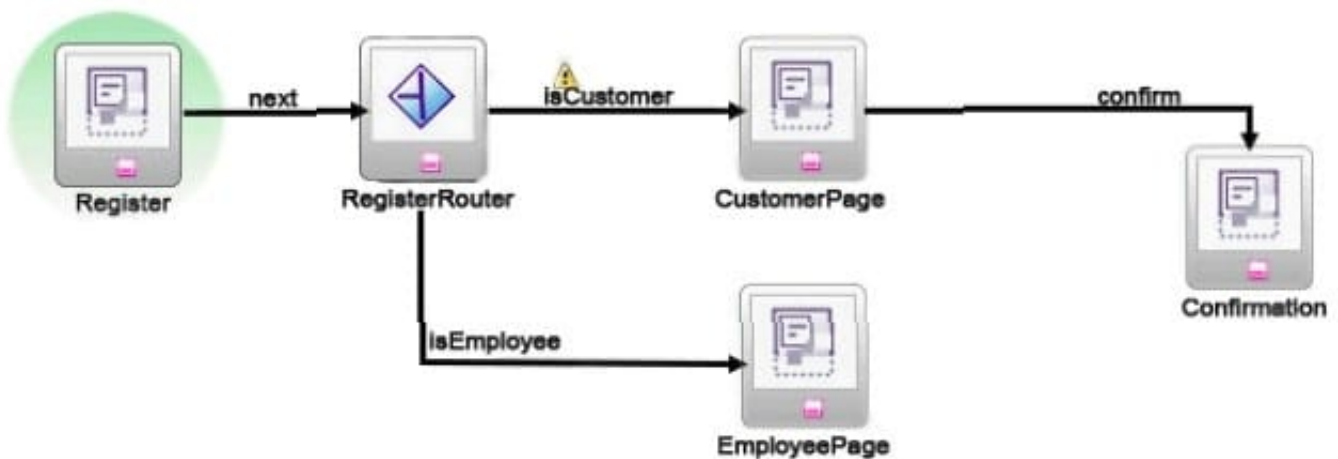 next
isCustomer
confirm
Register
RegisterRouter
CustomerPage
Confirmation
isEmployee
EmployeePage